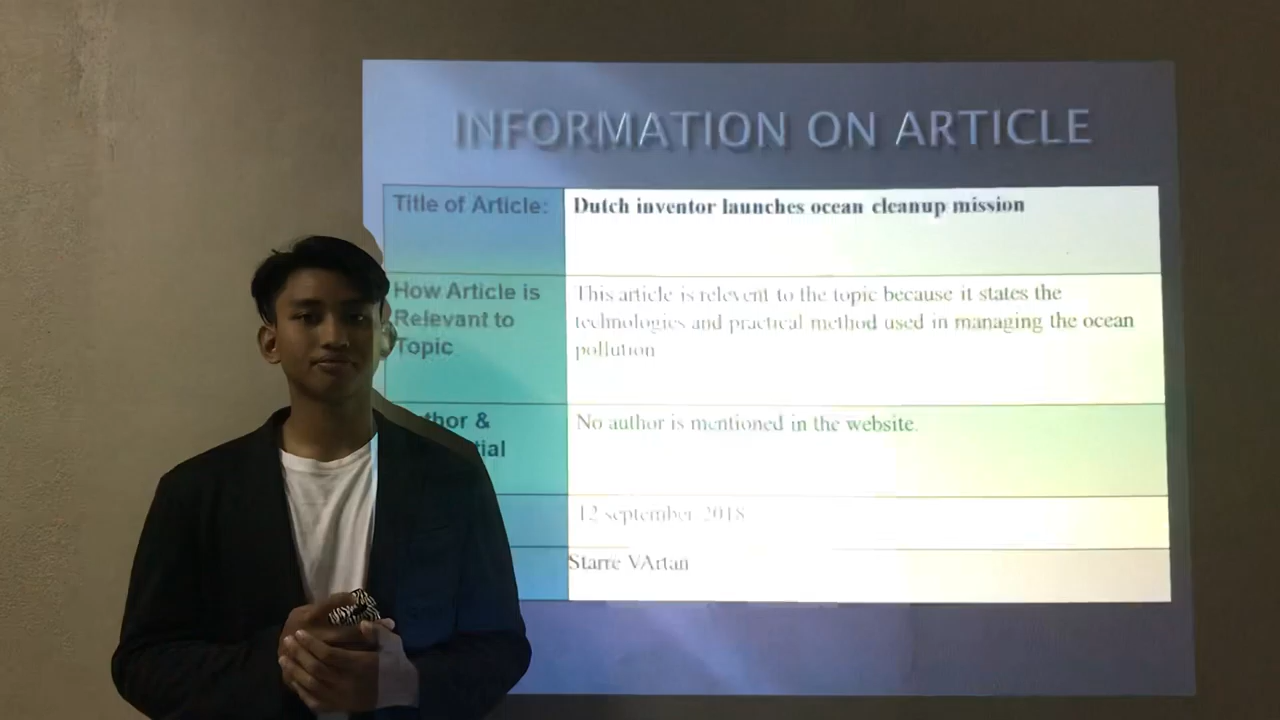 INFORMATION ON ARTICLE
Title of Article:
Dutch inventor launches ocean cleanup mission
How Article is
Relevant to
Topic
This article is relevent to the topic because it states the
technologies and practical method used in managing the ocean
pollution
&
No author is mentioned in the website.
12 september 2018
Starre VArtan